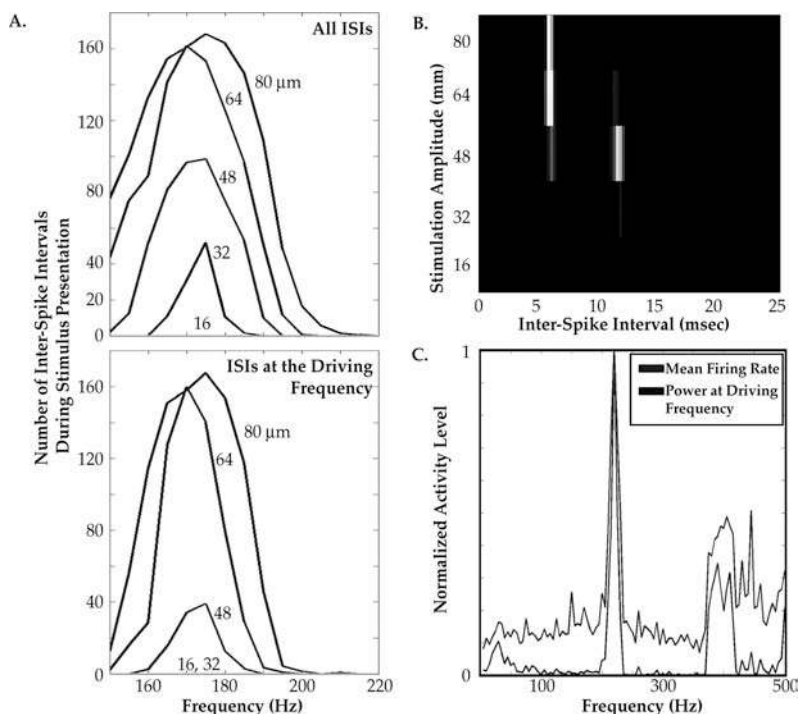 A.
All ISIs
160
120
80
40
0
80 µm
64
48
32
16
Number of Inter-Spike Intervals
During Stimulus Presentation
ISIs at the Driving
Frequency
160
120
80
40
0
80 µm
64
48
16, 32
160 180 200 220
Frequency (Hz)
B.
Stimulation Amplitude (mm)
80
64
48
32
16
0 5 10 15 20 25
Inter-Spike Interval (msec)
C.
Normalized Activity Level
1
0
0
Mean Firing Rate
Power at Driving
Frequency
100 300 500
Frequency (Hz)